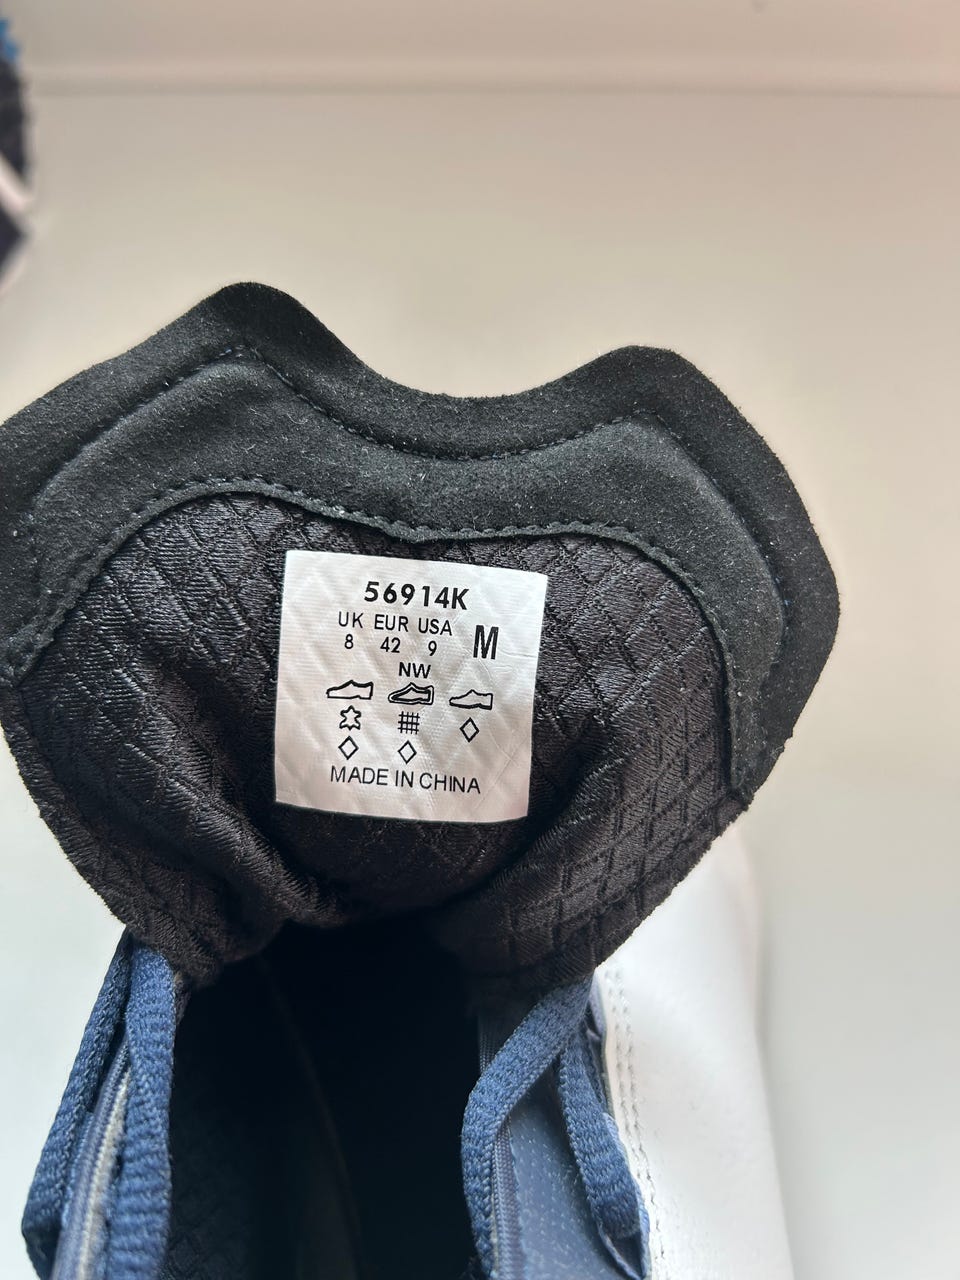 56914K
UK EUR USA M
8 42 9
NW
MADE IN CHINA